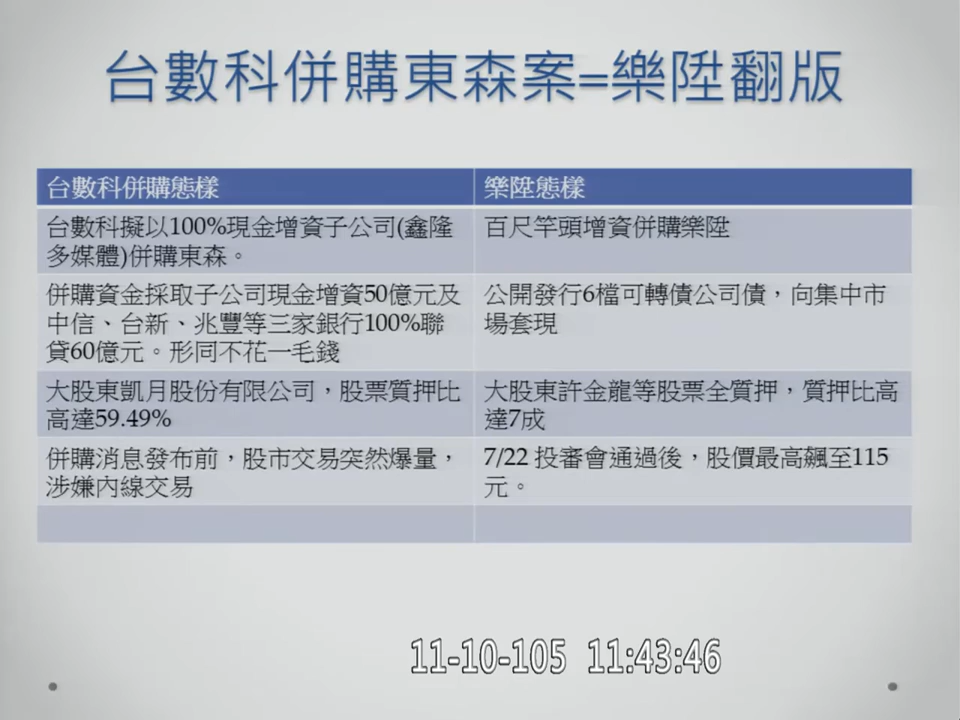 台數科併購東森案=樂陞翻版
台數科併購態樣
樂陞態樣
台數科擬以100%現金增資子公司(鑫隆
多媒體)併購東森。
百尺竿頭增資併購樂陞
併購資金採取子公司現金增資50億元及
中信、台新、兆豐等三家銀行100%聯
貸60億元。形同不花一毛錢
公開發行6檔可轉債公司債，向集中市
場套現
大股東凱月股份有限公司，股票質押比
高達59.49%
大股東許金龍等股票全質押，質押比高
達7成
併購消息發布前，股市交易突然爆量，
涉嫌內線交易
7/22 投審會通過後，股價最高飆至115
元。
11-10-105 11:43:46